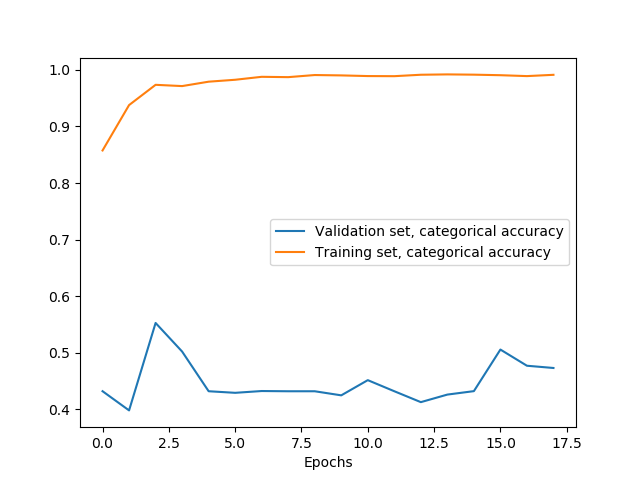 1.0
0.9
0.8
0.7
0.6
0.5
0.4
Validation set, categorical accuracy
Training set, categorical accuracy
0.0 2.5 5.0 7.5 10.0 12.5 15.0 17.5
Epochs